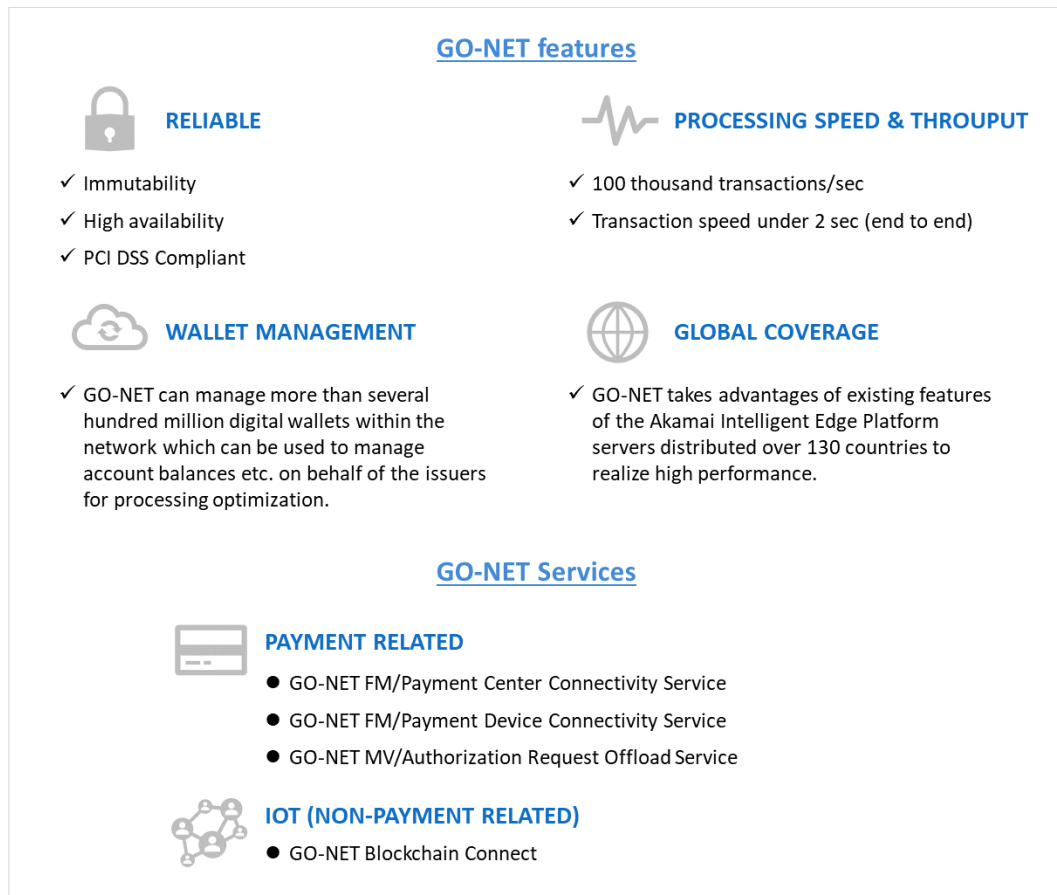 GO-NET features
RELIABLE
✓ Immutability
✓ High availability
✓ PCI DSS Compliant
PROCESSING SPEED & THROUPUT
✓ 100 thousand transactions/sec
✓ Transaction speed under 2 sec (end to end)
WALLET MANAGEMENT
✓ GO-NET can manage more than several
hundred million digital wallets within the
network which can be used to manage
account balances etc. on behalf of the issuers
for processing optimization.
GLOBAL COVERAGE
✓ GO-NET takes advantages of existing features
of the Akamai Intelligent Edge Platform
servers distributed over 130 countries to
realize high performance.
GO-NET Services
PAYMENT RELATED
● GO-NET FM/Payment Center Connectivity Service
● GO-NET FM/Payment Device Connectivity Service
● GO-NET MV/Authorization Request Offload Service
IOT (NON-PAYMENT RELATED)
● GO-NET Blockchain Connect